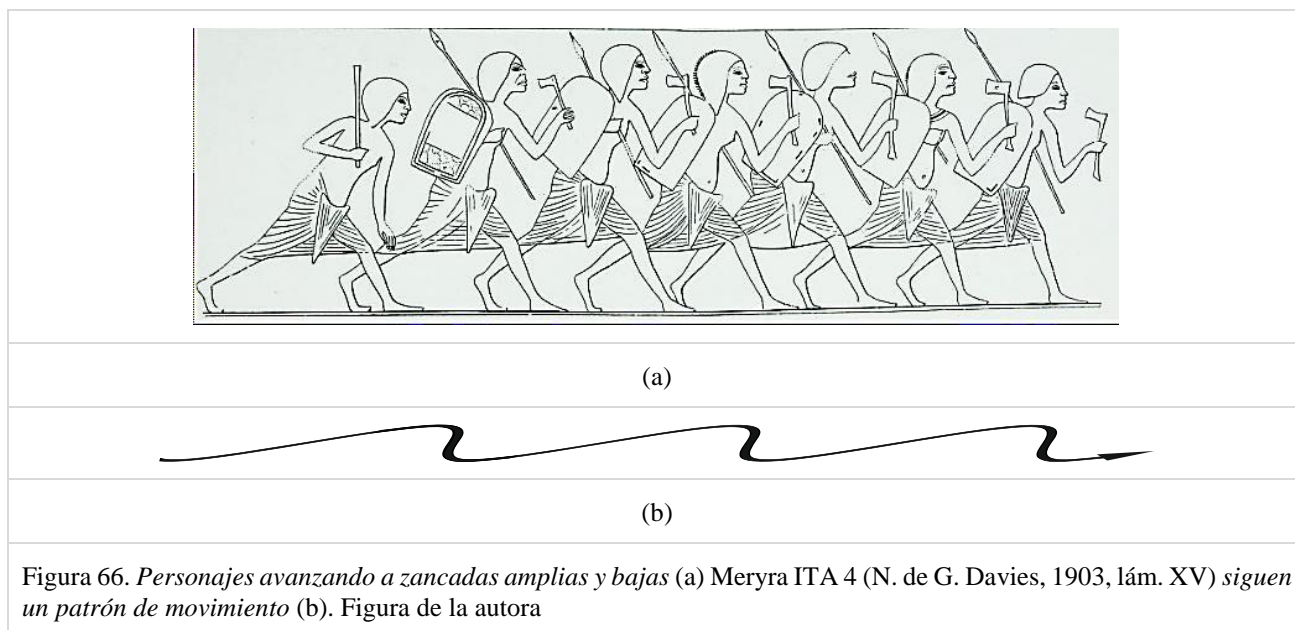 (a)
(b)
Figura 66. Personajes avanzando a zancadas amplias y bajas (a) Meryra ITA 4 (N. de G. Davies, 1903, lám. XV) siguen
un patrón de movimiento (b). Figura de la autora